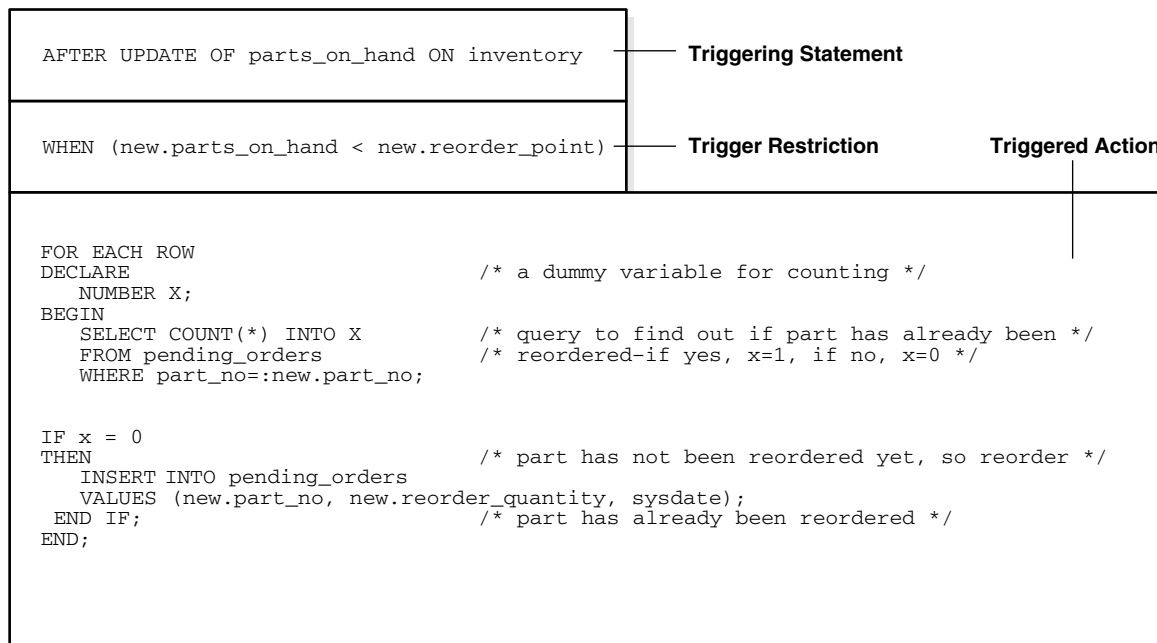 AFTER UPDATE OF parts_on_hand ON inventory
Triggering Statement
WHEN (new.parts_on_hand < new.reorder_point)
Trigger Restriction
Triggered Action
FOR EACH ROW
DECLARE /* a dummy variable for counting */
NUMBER X;
BEGIN
SELECT COUNT(*) INTO X /* query to find out if part has already been */
FROM pending_orders /* reordered–if yes, x=1, if no, x=0 */
WHERE part_no=:new.part_no;
IF x = 0
THEN /* part has not been reordered yet, so reorder */
INSERT INTO pending_orders
VALUES (new.part_no, new.reorder_quantity, sysdate);
END IF; /* part has already been reordered */
END;